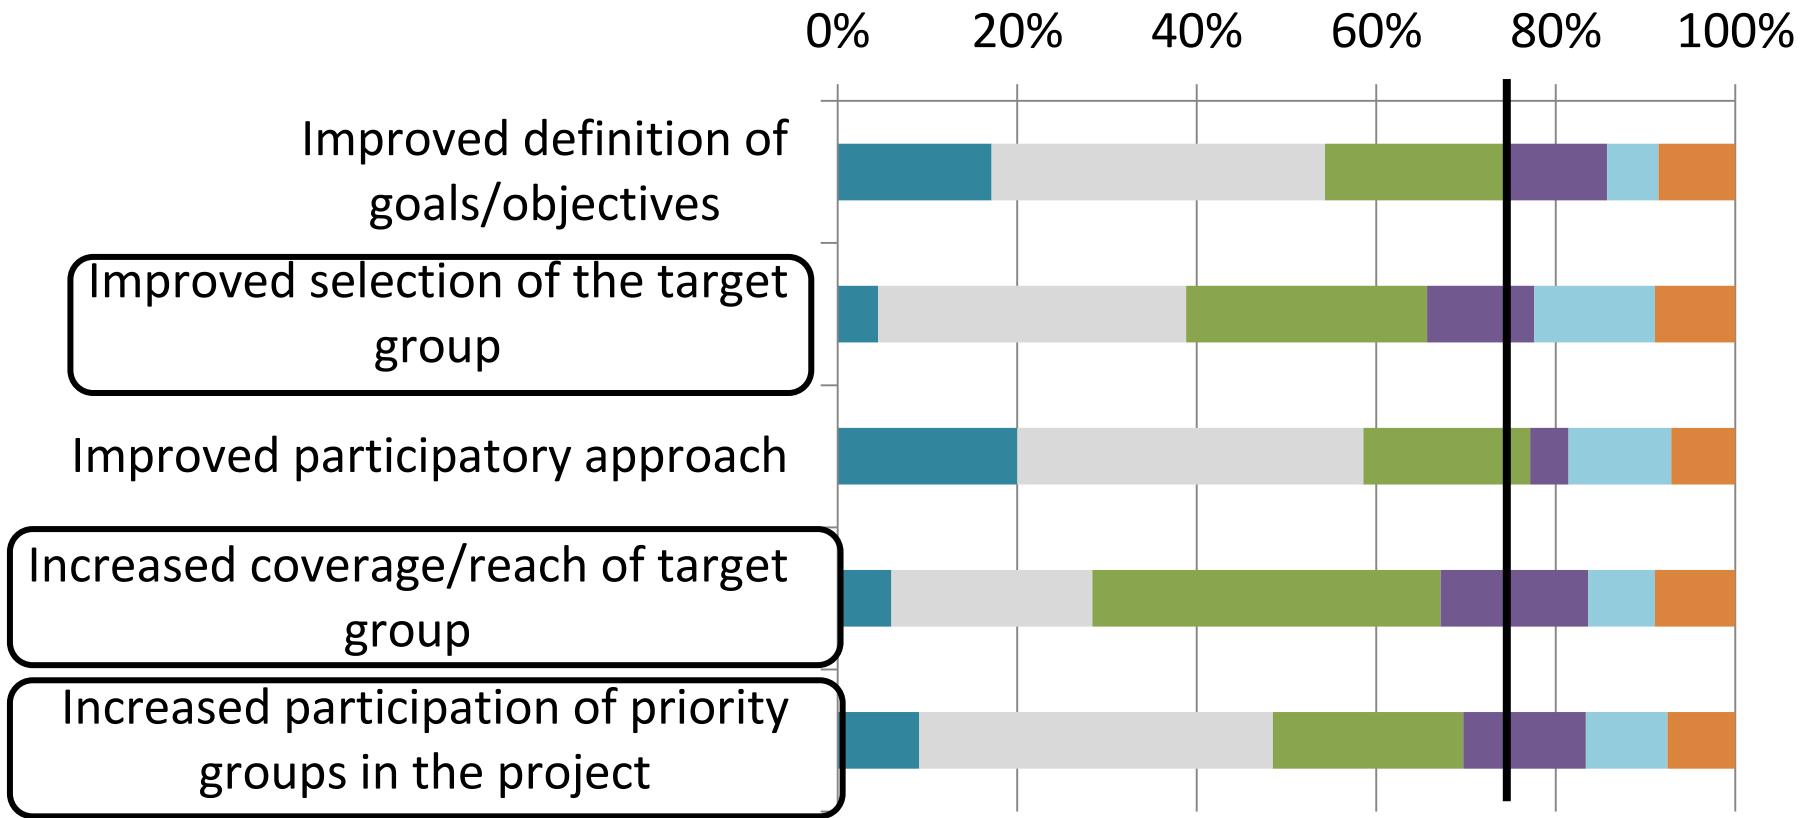 0% 20% 40% 60% 80% 100%
Improved definition of
goals/objectives
Improved selection of the target
group
Improved participatory approach
Increased coverage/reach of target
group
Increased participation of priority
groups in the project